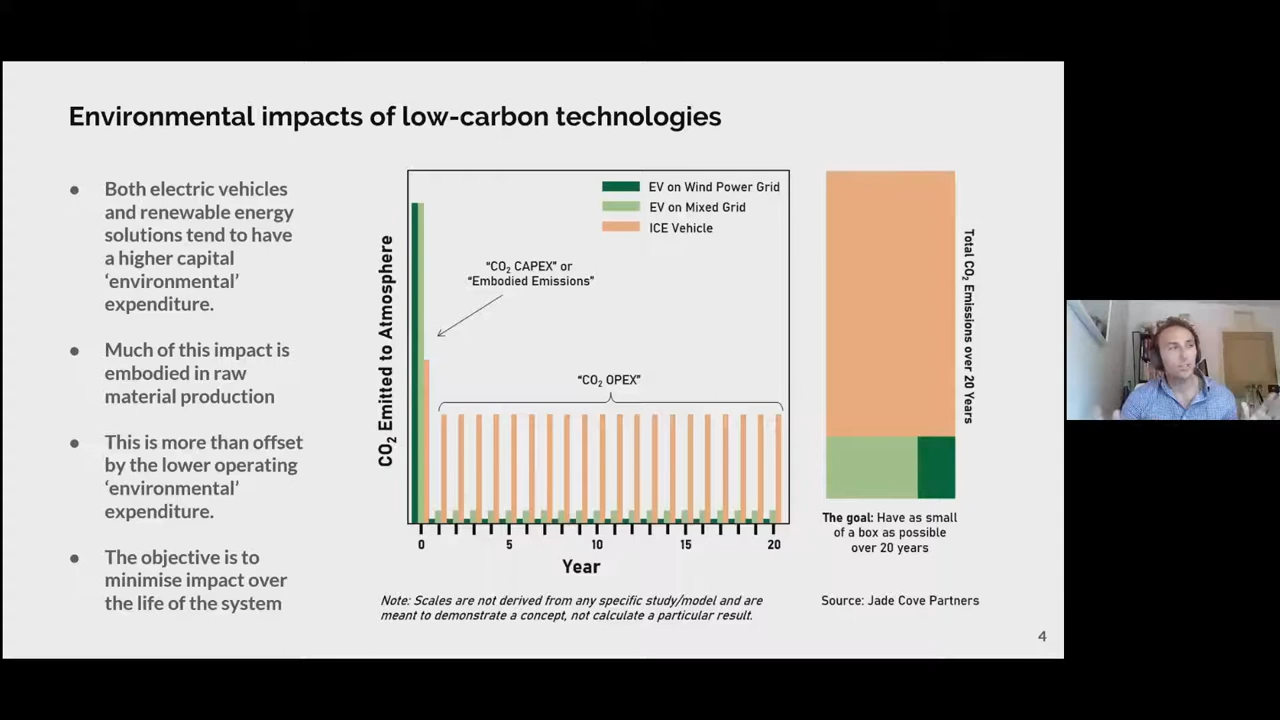 Environmental impacts of low-carbon technologies
● Both electric vehicles
and renewable energy
solutions tend to have
a higher capital
‘environmental’
expenditure.
● Much of this impact is
embodied in raw
material production
● This is more than offset
by the lower operating
‘environmental’
expenditure.
● The objective is to
minimise impact over
the life of the system
CO₂ Emitted to Atmosphere
EV on Wind Power Grid
EV on Mixed Grid
ICE Vehicle
“CO₂ CAPEX” or
“Embodied Emissions”
“CO₂ OPEX”
0 5 10 15 20
Year
Note: Scales are not derived from any specific study/model and are
meant to demonstrate a concept, not calculate a particular result.
Total CO₂ Emissions over 20 Years
The goal: Have as small
of a box as possible
over 20 years
Source: Jade Cove Partners
4